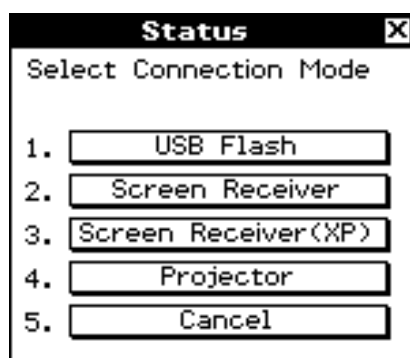 Status X
Select Connection Mode
1. USB Flash
2. Screen Receiver
3. Screen Receiver(XP)
4. Projector
5. Cancel